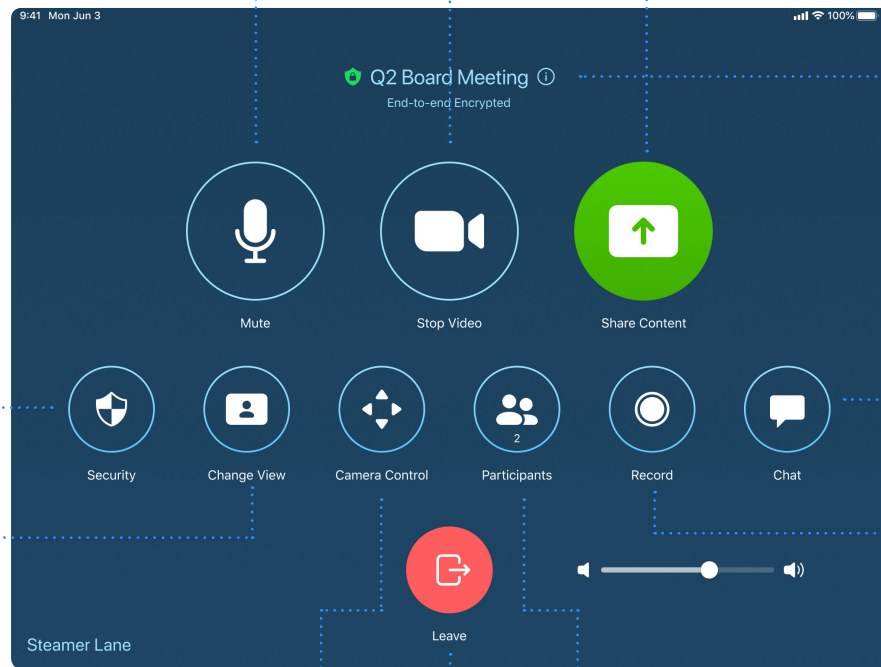 9:41 Mon Jun 3
100%
Q2 Board Meeting
End-to-end Encrypted
Mute
Stop Video
Share Content
2
Security
Change View
Camera Control
Participants
Record
Chat
Leave
Steamer Lane